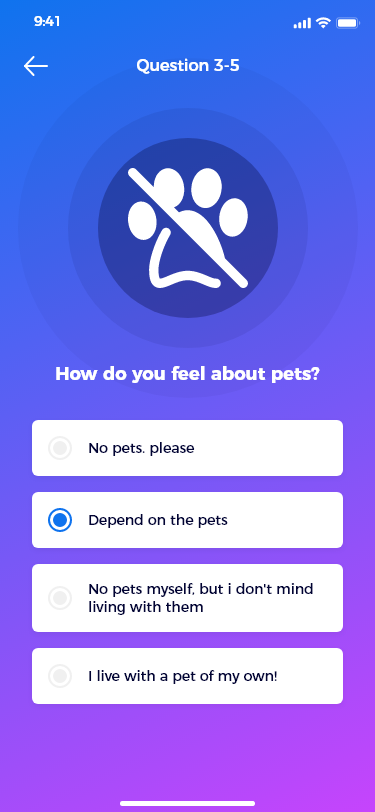 9:41
Question 3-5
How do you feel about pets?
No pets. please
Depend on the pets
No pets myself, but i don't mind
living with them
I live with a pet of my own!